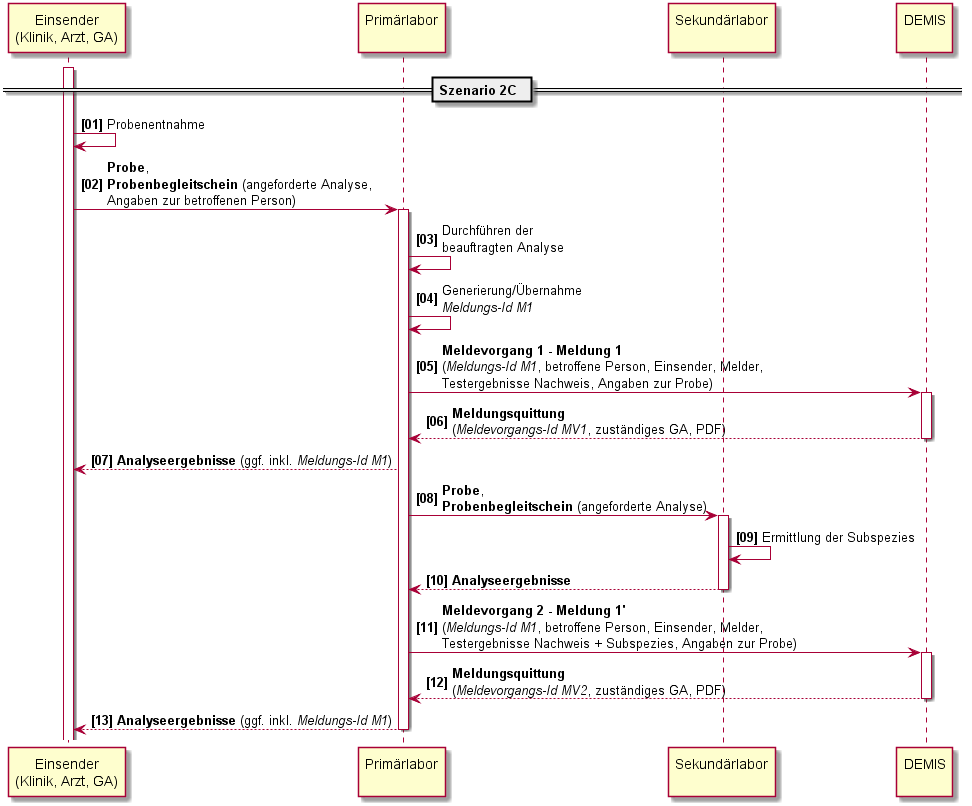 Einsender
(Klinik, Arzt, GA)
Primärlabor
Sekundärlabor
DEMIS
Szenario 2C
[01] Probenentnahme
Probe,
[02] Probenbegleitschein (angeforderte Analyse,
Angaben zur betroffenen Person)
[03] Durchführen der
beauftragten Analyse
[04] Generierung/Übernahme
Meldungs-Id M1
Meldevorgang 1 - Meldung 1
[05] (Meldungs-Id M1, betroffene Person, Einsender, Melder,
Testergebnisse Nachweis, Angaben zur Probe)
[06] Meldungsquittung
(Meldevorgangs-Id MV1, zuständiges GA, PDF)
[07] Analyseergebnisse (ggf. inkl. Meldungs-Id M1)
[08] Probe,
Probenbegleitschein (angeforderte Analyse)
[09] Ermittlung der Subspezies
[10] Analyseergebnisse
Meldevorgang 2 - Meldung 1'
[11] (Meldungs-Id M1, betroffene Person, Einsender, Melder,
Testergebnisse Nachweis + Subspezies, Angaben zur Probe)
[12] Meldungsquittung
(Meldevorgangs-Id MV2, zuständiges GA, PDF)
[13] Analyseergebnisse (ggf. inkl. Meldungs-Id M1)
Einsender
(Klinik, Arzt, GA)
Primärlabor
Sekundärlabor
DEMIS